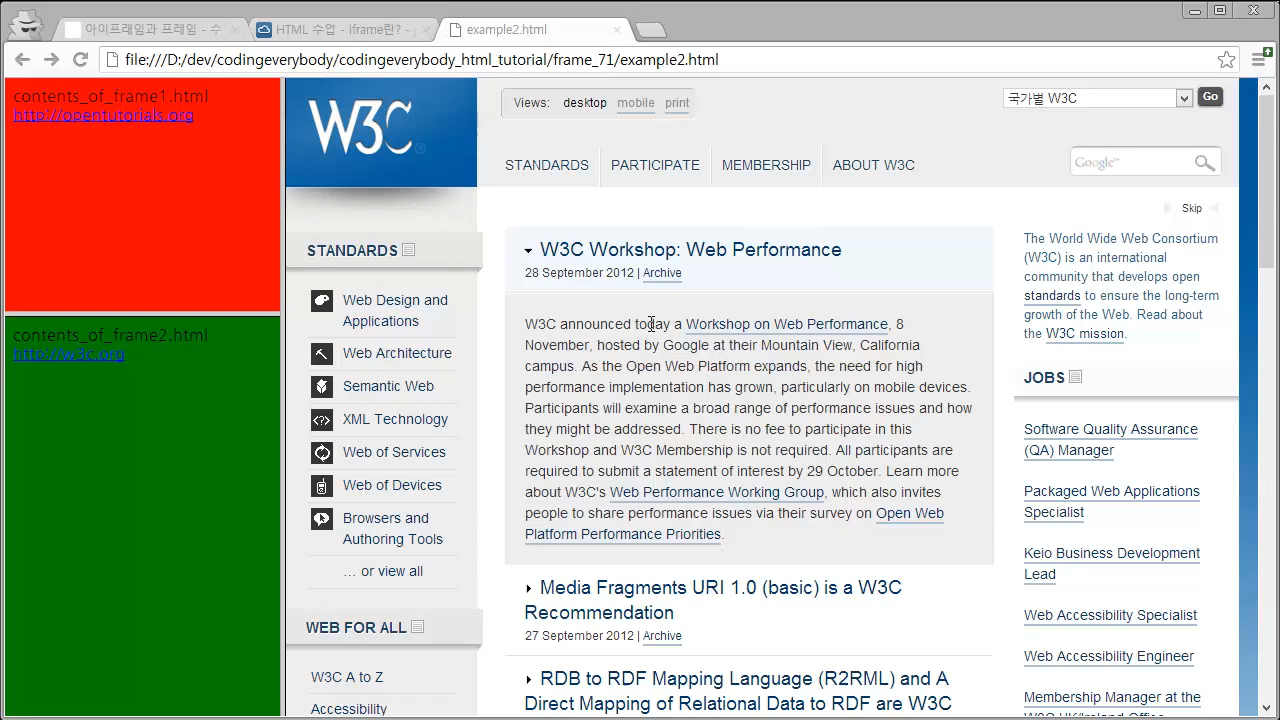 아이프레임과 프레임 - 수
HTML 수업 - iframe란? -
example2.html
file:///D:/dev/codingeverybody/codingeverybody_html_tutorial/frame_71/example2.html
contents_of_frame1.html
http://opentutorials.org
contents_of_frame2.html
http://w3c.org
W3C®
Views: desktop mobile print
국가별 W3C
Go
STANDARDS PARTICIPATE MEMBERSHIP ABOUT W3C
Google™
Skip
STANDARDS
Web Design and
Applications
Web Architecture
Semantic Web
XML Technology
Web of Services
Web of Devices
Browsers and
Authoring Tools
… or view all
WEB FOR ALL
W3C A to Z
Accessibility
W3C Workshop: Web Performance
28 September 2012 | Archive
W3C announced today a Workshop on Web Performance, 8
November, hosted by Google at their Mountain View, California
campus. As the Open Web Platform expands, the need for high
performance implementation has grown, particularly on mobile devices.
Participants will examine a broad range of performance issues and how
they might be addressed. There is no fee to participate in this
Workshop and W3C Membership is not required. All participants are
required to submit a statement of interest by 29 October. Learn more
about W3C's Web Performance Working Group, which also invites
people to share performance issues via their survey on Open Web
Platform Performance Priorities.
Media Fragments URI 1.0 (basic) is a W3C
Recommendation
27 September 2012 | Archive
RDB to RDF Mapping Language (R2RML) and A
Direct Mapping of Relational Data to RDF are W3C
The World Wide Web Consortium
(W3C) is an international
community that develops open
standards to ensure the long-term
growth of the Web. Read about
the W3C mission.
JOBS
Software Quality Assurance
(QA) Manager
Packaged Web Applications
Specialist
Keio Business Development
Lead
Web Accessibility Specialist
Web Accessibility Engineer
Membership Manager at the
W3C UK/Ireland Office